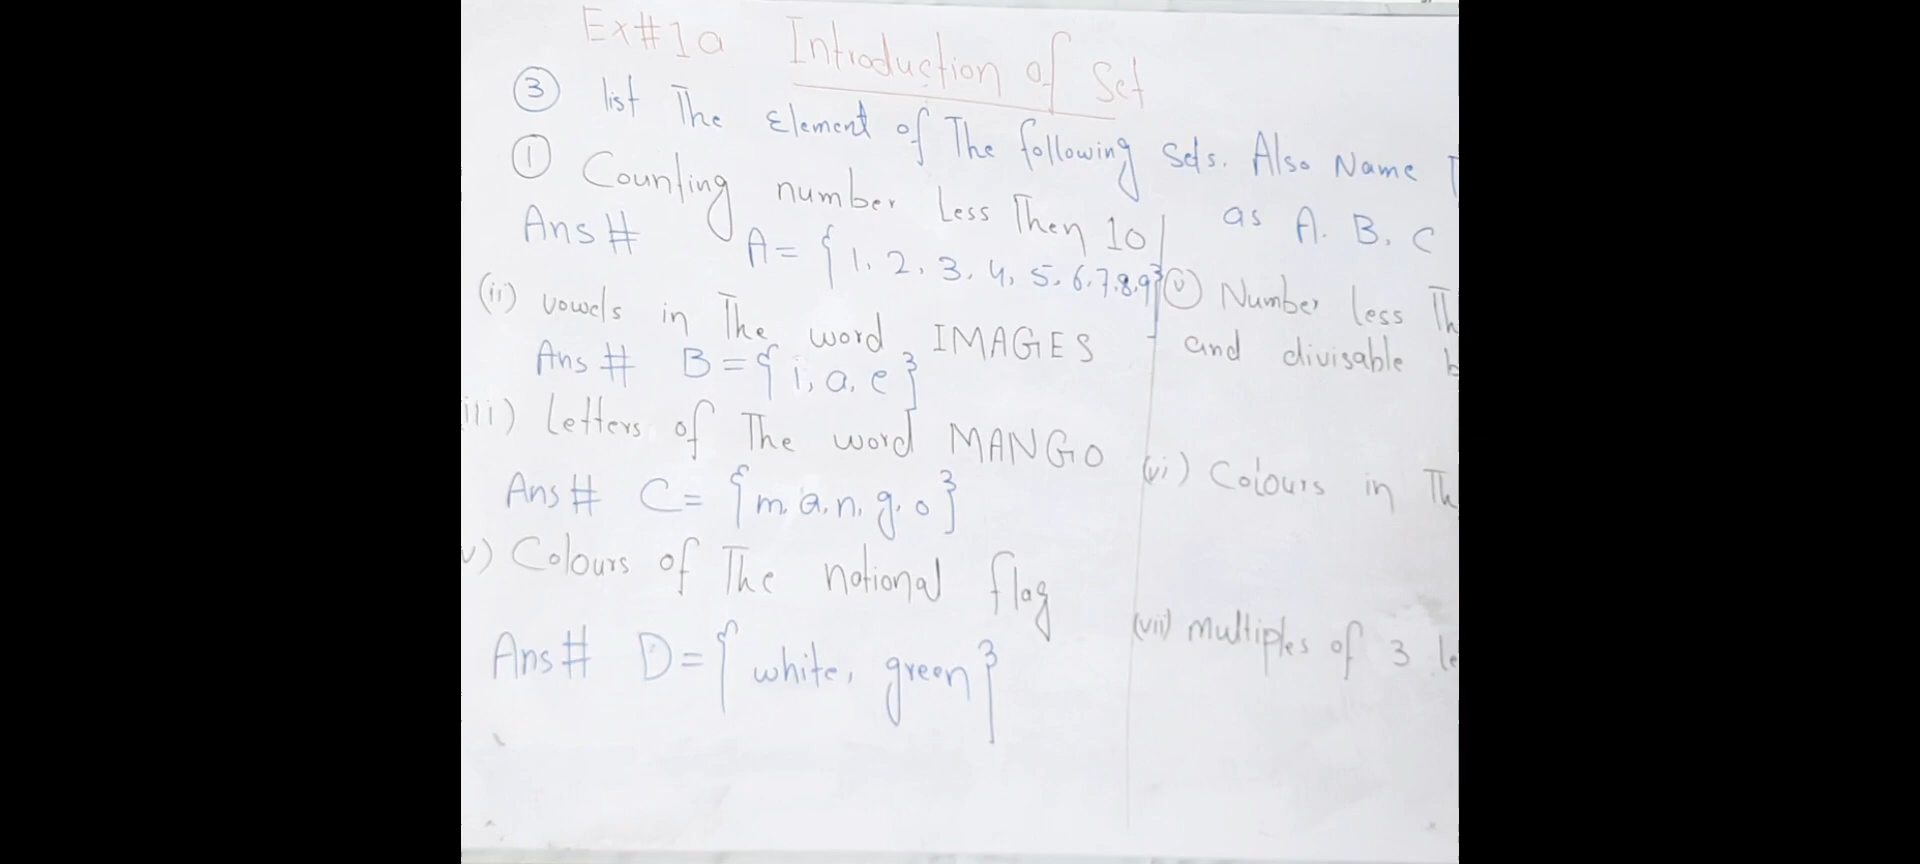 Ex#1a Introduction of Set
③ list The Element of The following Sets. Also Name
as A. B. C
① Counting number Less Then 10
Ans # A = { 1, 2, 3, 4, 5, 6, 7, 8, 9 }
(ii) vowels in The word IMAGES
Ans # B = { i, a, e }
iii) Letters of The word MANGO
Ans # C = { m, a, n, g, o }
v) Colours of The national flag
Ans # D = { white, green }
(v) Number less Th
and divisable b
(vi) Colours in Th
(vii) multiples of 3 le